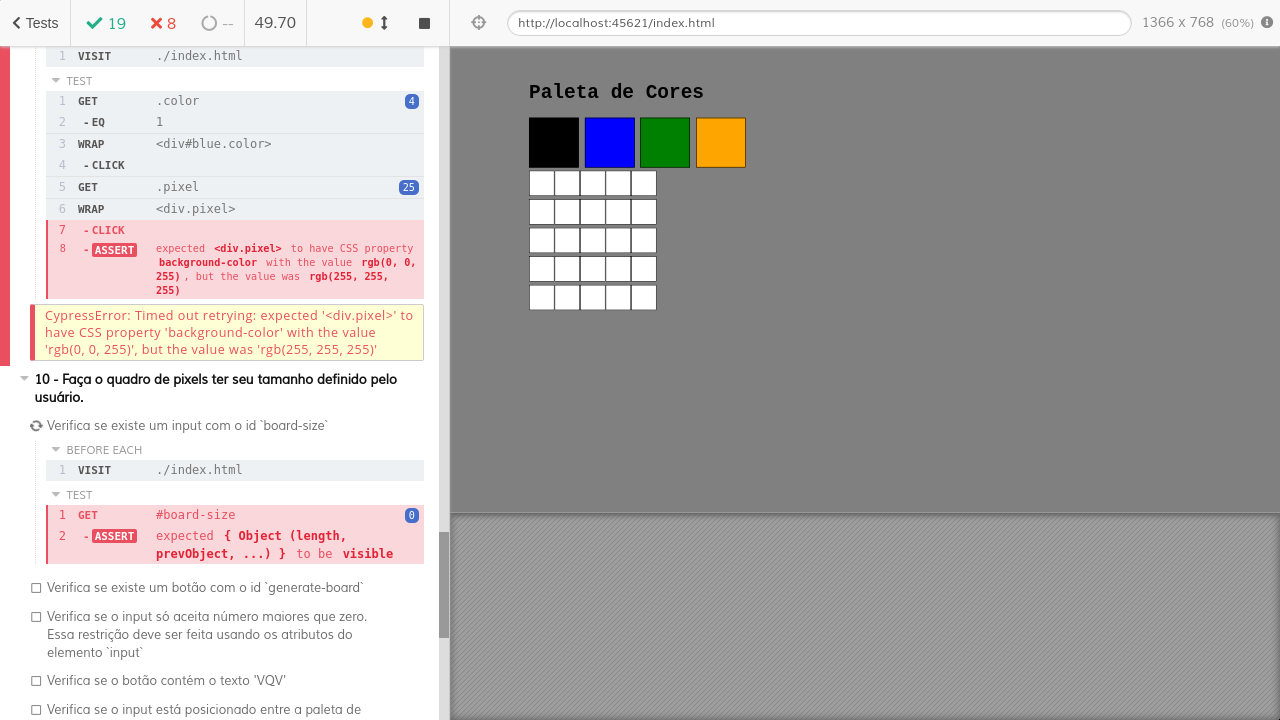 Tests 19 8 -- 49.70 http://localhost:45621/index.html 1366 x 768 (60%)
1 VISIT ./index.html
TEST
1 GET .color 4
2 - EQ 1
3 WRAP <div#blue.color>
4 - CLICK
5 GET .pixel 25
6 WRAP <div.pixel>
7 - CLICK
8 - ASSERT expected <div.pixel> to have CSS property
background-color with the value rgb(0, 0,
255) , but the value was rgb(255, 255,
255)
CypressError: Timed out retrying: expected '<div.pixel>' to
have CSS property 'background-color' with the value
'rgb(0, 0, 255)', but the value was 'rgb(255, 255, 255)'
10 - Faça o quadro de pixels ter seu tamanho definido pelo
usuário.
Verifica se existe um input com o id `board-size`
BEFORE EACH
1 VISIT ./index.html
TEST
1 GET #board-size 0
2 - ASSERT expected { Object (length,
prevObject, ...) } to be visible
Verifica se existe um botão com o id `generate-board`
Verifica se o input só aceita número maiores que zero.
Essa restrição deve ser feita usando os atributos do
elemento `input`
Verifica se o botão contém o texto 'VQV'
Verifica se o input está posicionado entre a paleta de
Paleta de Cores